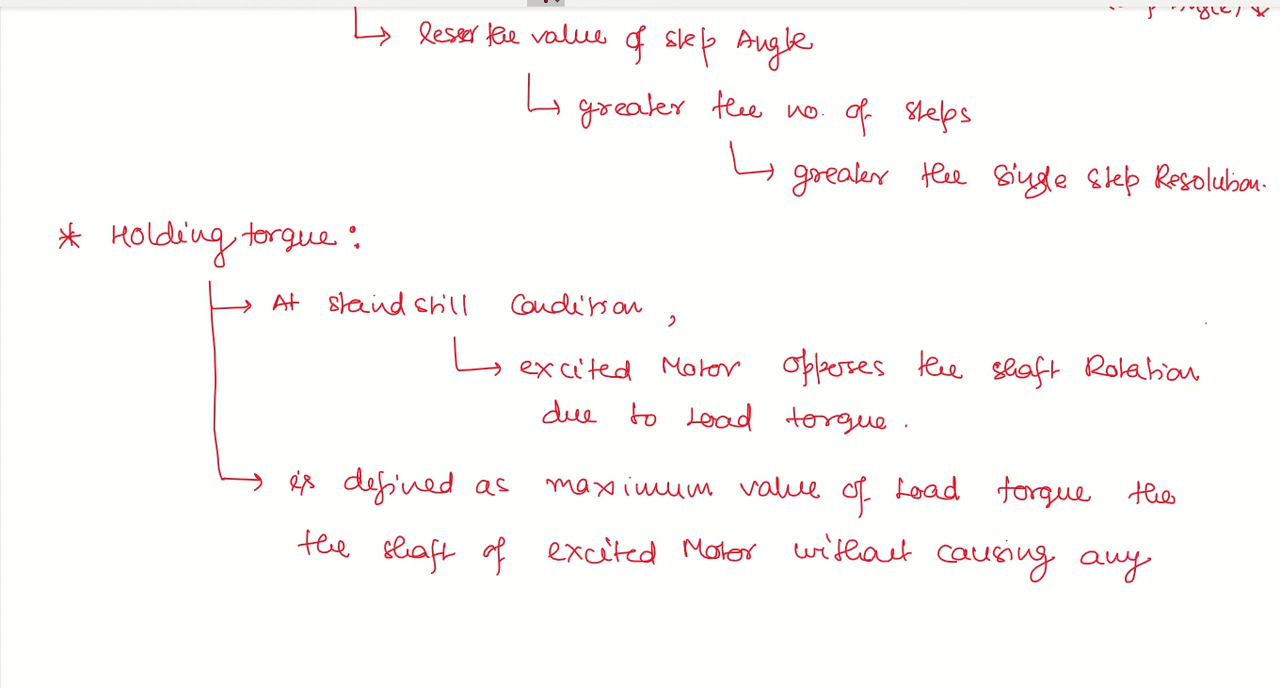 Lesser the value of step Angle
greater the no. of steps
greater the single step Resolution.
* Holding torque :
At stand still Condition ,
excited Motor opposes the shaft Rotation
due to Load torque .
is defined as maximum value of Load torque the
the shaft of excited Motor without causing any